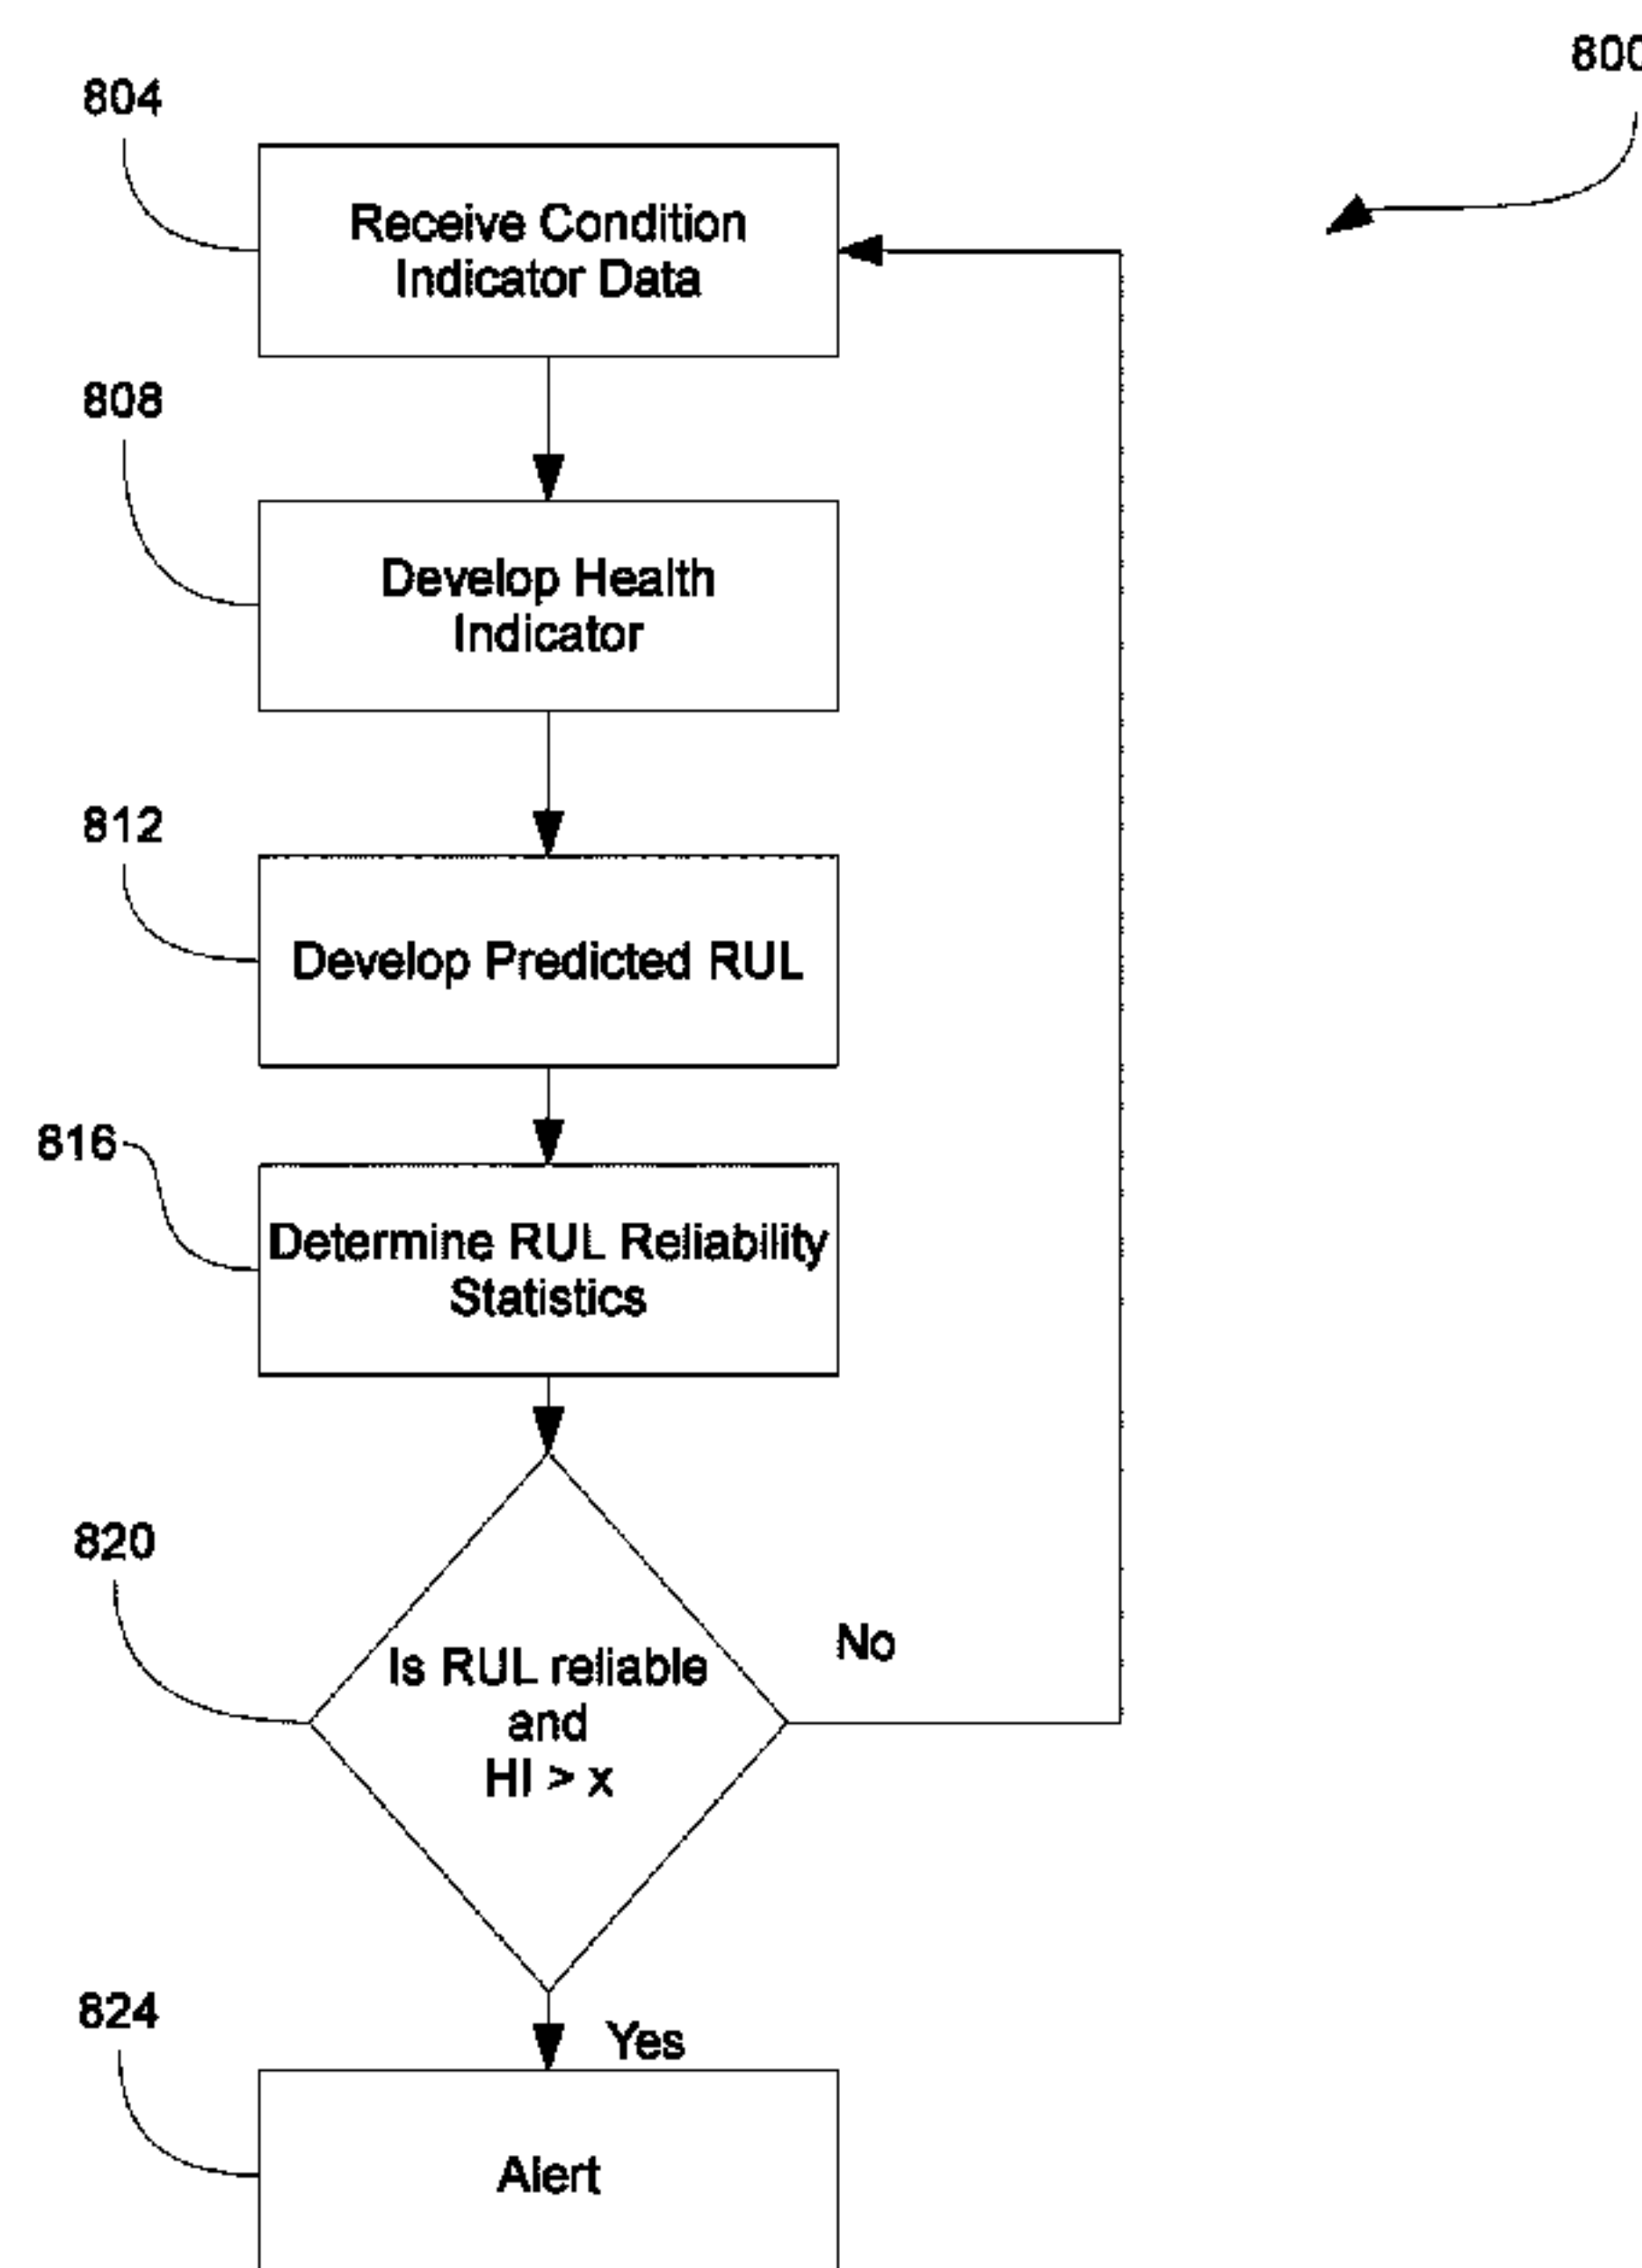 800
804
Receive Condition
Indicator Data
808
Develop Health
Indicator
812
Develop Predicted RUL
816
Determine RUL Reliability
Statistics
820
Is RUL reliable
and
HI > x
No
Yes
824
Alert